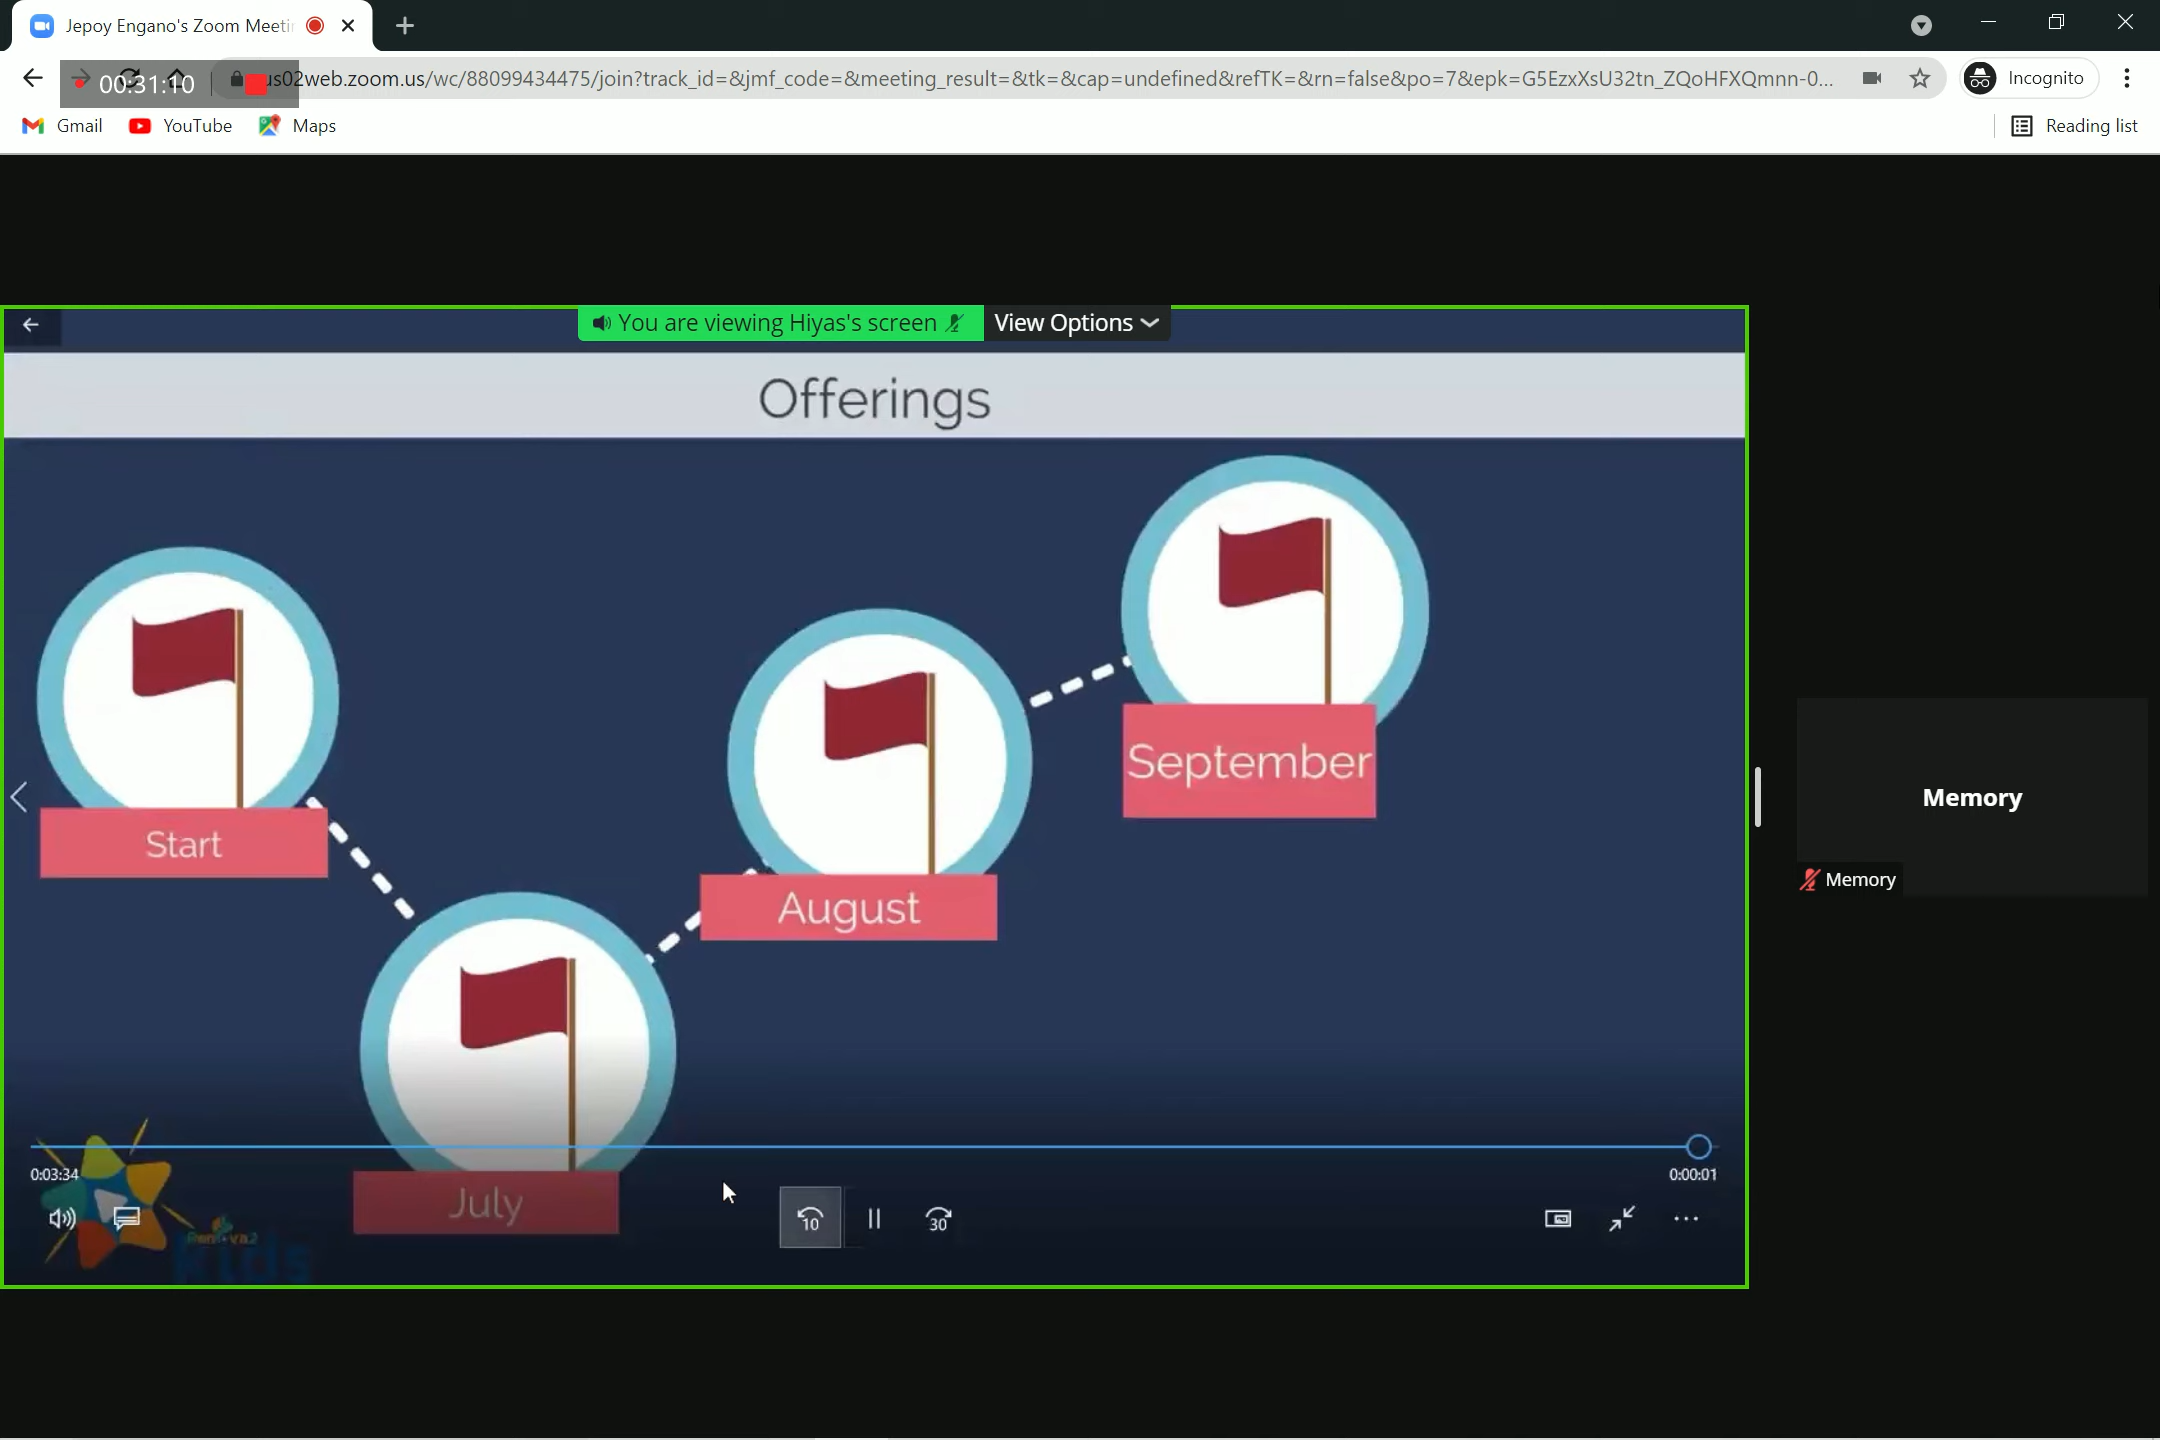 Jepoy Engano's Zoom Meeti
00:31:10
us02web.zoom.us/wc/88099434475/join?track_id=&jmf_code=&meeting_result=&tk=&cap=undefined&refTK=&rn=false&po=7&epk=G5EzxXsU32tn_ZQoHFXQmnn-0...
Incognito
Gmail
YouTube
Maps
Reading list
You are viewing Hiyas's screen
View Options
Offerings
Start
September
August
July
Memory
Memory
0:03:34
0:00:01
10
30
kids